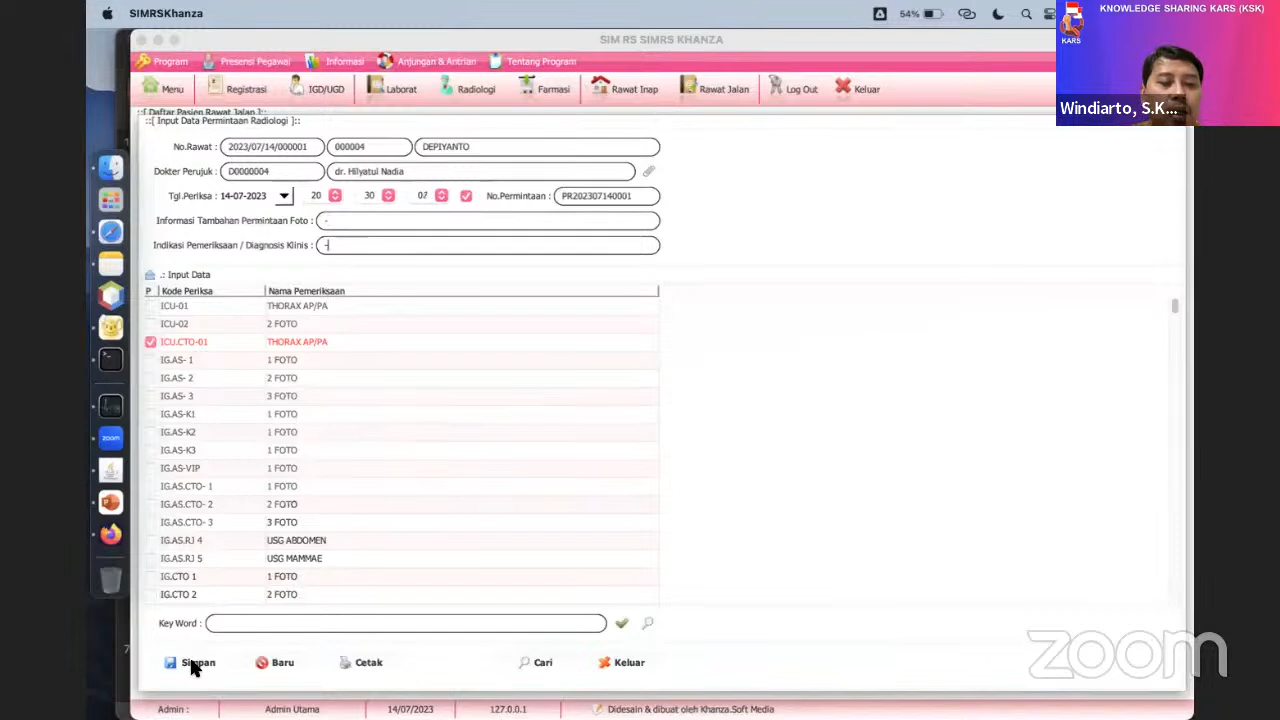 SIMRSKhanza
54%
KNOWLEDGE SHARING KARS (KSK)
KARS
Windiarto, S.K...
SIM RS SIMRS KHANZA
Program Presensi Pegawai Informasi Anjungan & Antrian Tentang Program
Menu Registrasi IGD/UGD Laborat Radiologi Farmasi Rawat Inap Rawat Jalan Log Out Keluar
::[ Daftar Pasien Rawat Jalan ]::
::[ Input Data Permintaan Radiologi ]::
No.Rawat : 2023/07/14/000001 000004 DEPIYANTO
Dokter Perujuk : D0000004 dr. Hilyatul Nadia
Tgl.Periksa : 14-07-2023 20 30 07 No.Permintaan : PR202307140001
Informasi Tambahan Permintaan Foto : -
Indikasi Pemeriksaan / Diagnosis Klinis : -
.: Input Data
P Kode Periksa Nama Pemeriksaan
ICU-01 THORAX AP/PA
ICU-02 2 FOTO
ICU.CTO-01 THORAX AP/PA
IG.AS- 1 1 FOTO
IG.AS- 2 2 FOTO
IG.AS- 3 3 FOTO
IG.AS-K1 1 FOTO
IG.AS-K2 1 FOTO
IG.AS-K3 1 FOTO
IG.AS-VIP 1 FOTO
IG.AS.CTO- 1 1 FOTO
IG.AS.CTO- 2 2 FOTO
IG.AS.CTO- 3 3 FOTO
IG.AS.RJ 4 USG ABDOMEN
IG.AS.RJ 5 USG MAMMAE
IG.CTO 1 1 FOTO
IG.CTO 2 2 FOTO
Key Word :
Simpan Baru Cetak Cari Keluar
zoom
Admin : Admin Utama 14/07/2023 127.0.0.1 Didesain & dibuat oleh Khanza.Soft Media
zoom